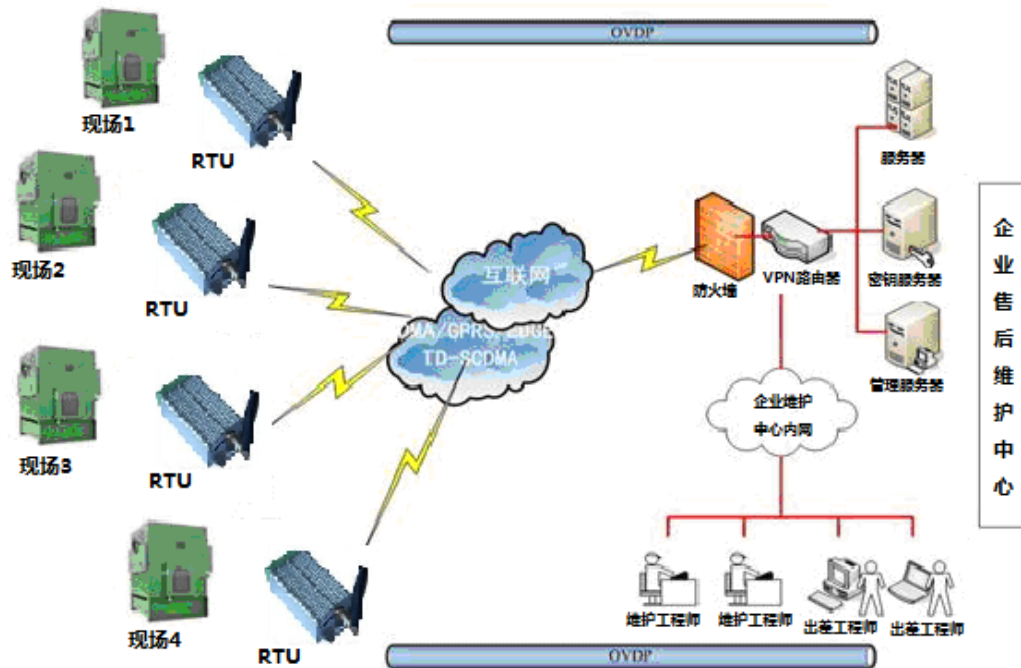 OVDP
现场1
RTU
服务器
现场2
RTU
互联网
防火墙
VPN路由器
密钥服务器
DMA/GPRS/EDGE
TD-SCDMA
管理服务器
现场3
RTU
企业维护
中心内网
企业售后维护中心
现场4
RTU
维护工程师
维护工程师
出差工程师
出差工程师
OVDP